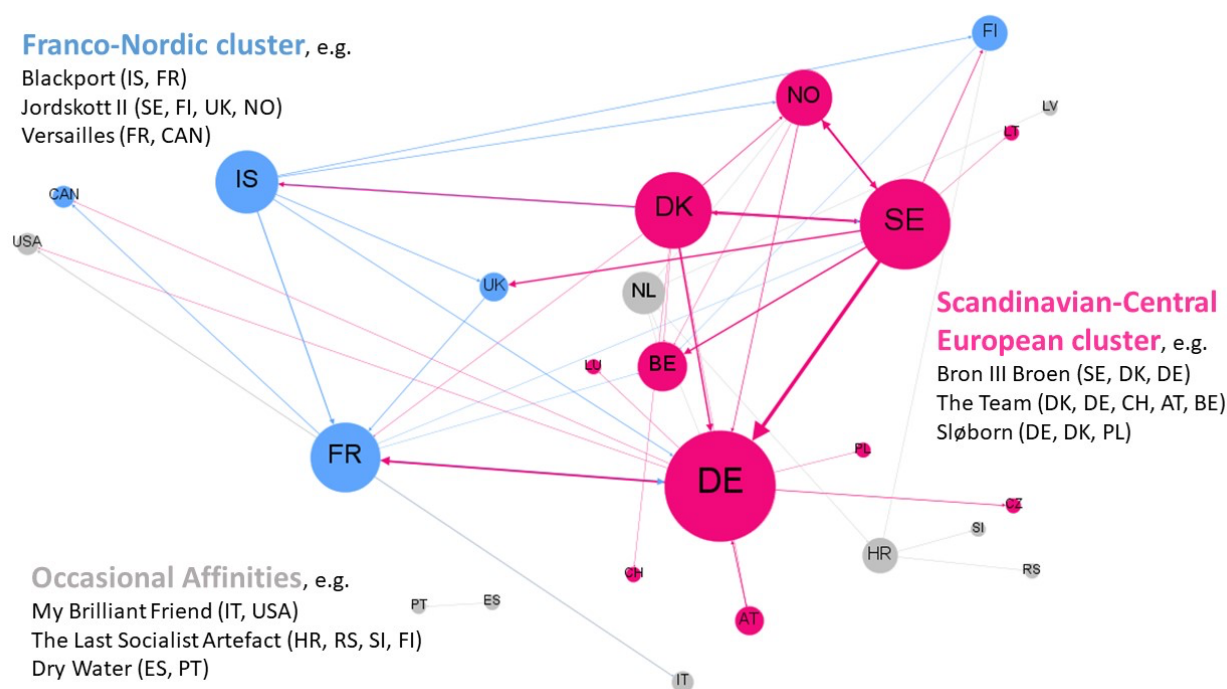 Franco-Nordic cluster, e.g.
Blackport (IS, FR)
Jordskott II (SE, FI, UK, NO)
Versailles (FR, CAN)
FI
NO
LV
LT
IS
CAN
DK
SE
USA
UK
NL
Scandinavian-Central
European cluster, e.g.
Bron III Broen (SE, DK, DE)
The Team (DK, DE, CH, AT, BE)
Sløborn (DE, DK, PL)
LU
BE
FR
DE
PL
CZ
SI
HR
RS
CH
AT
Occasional Affinities, e.g.
My Brilliant Friend (IT, USA)
The Last Socialist Artefact (HR, RS, SI, FI)
Dry Water (ES, PT)
PT
ES
IT